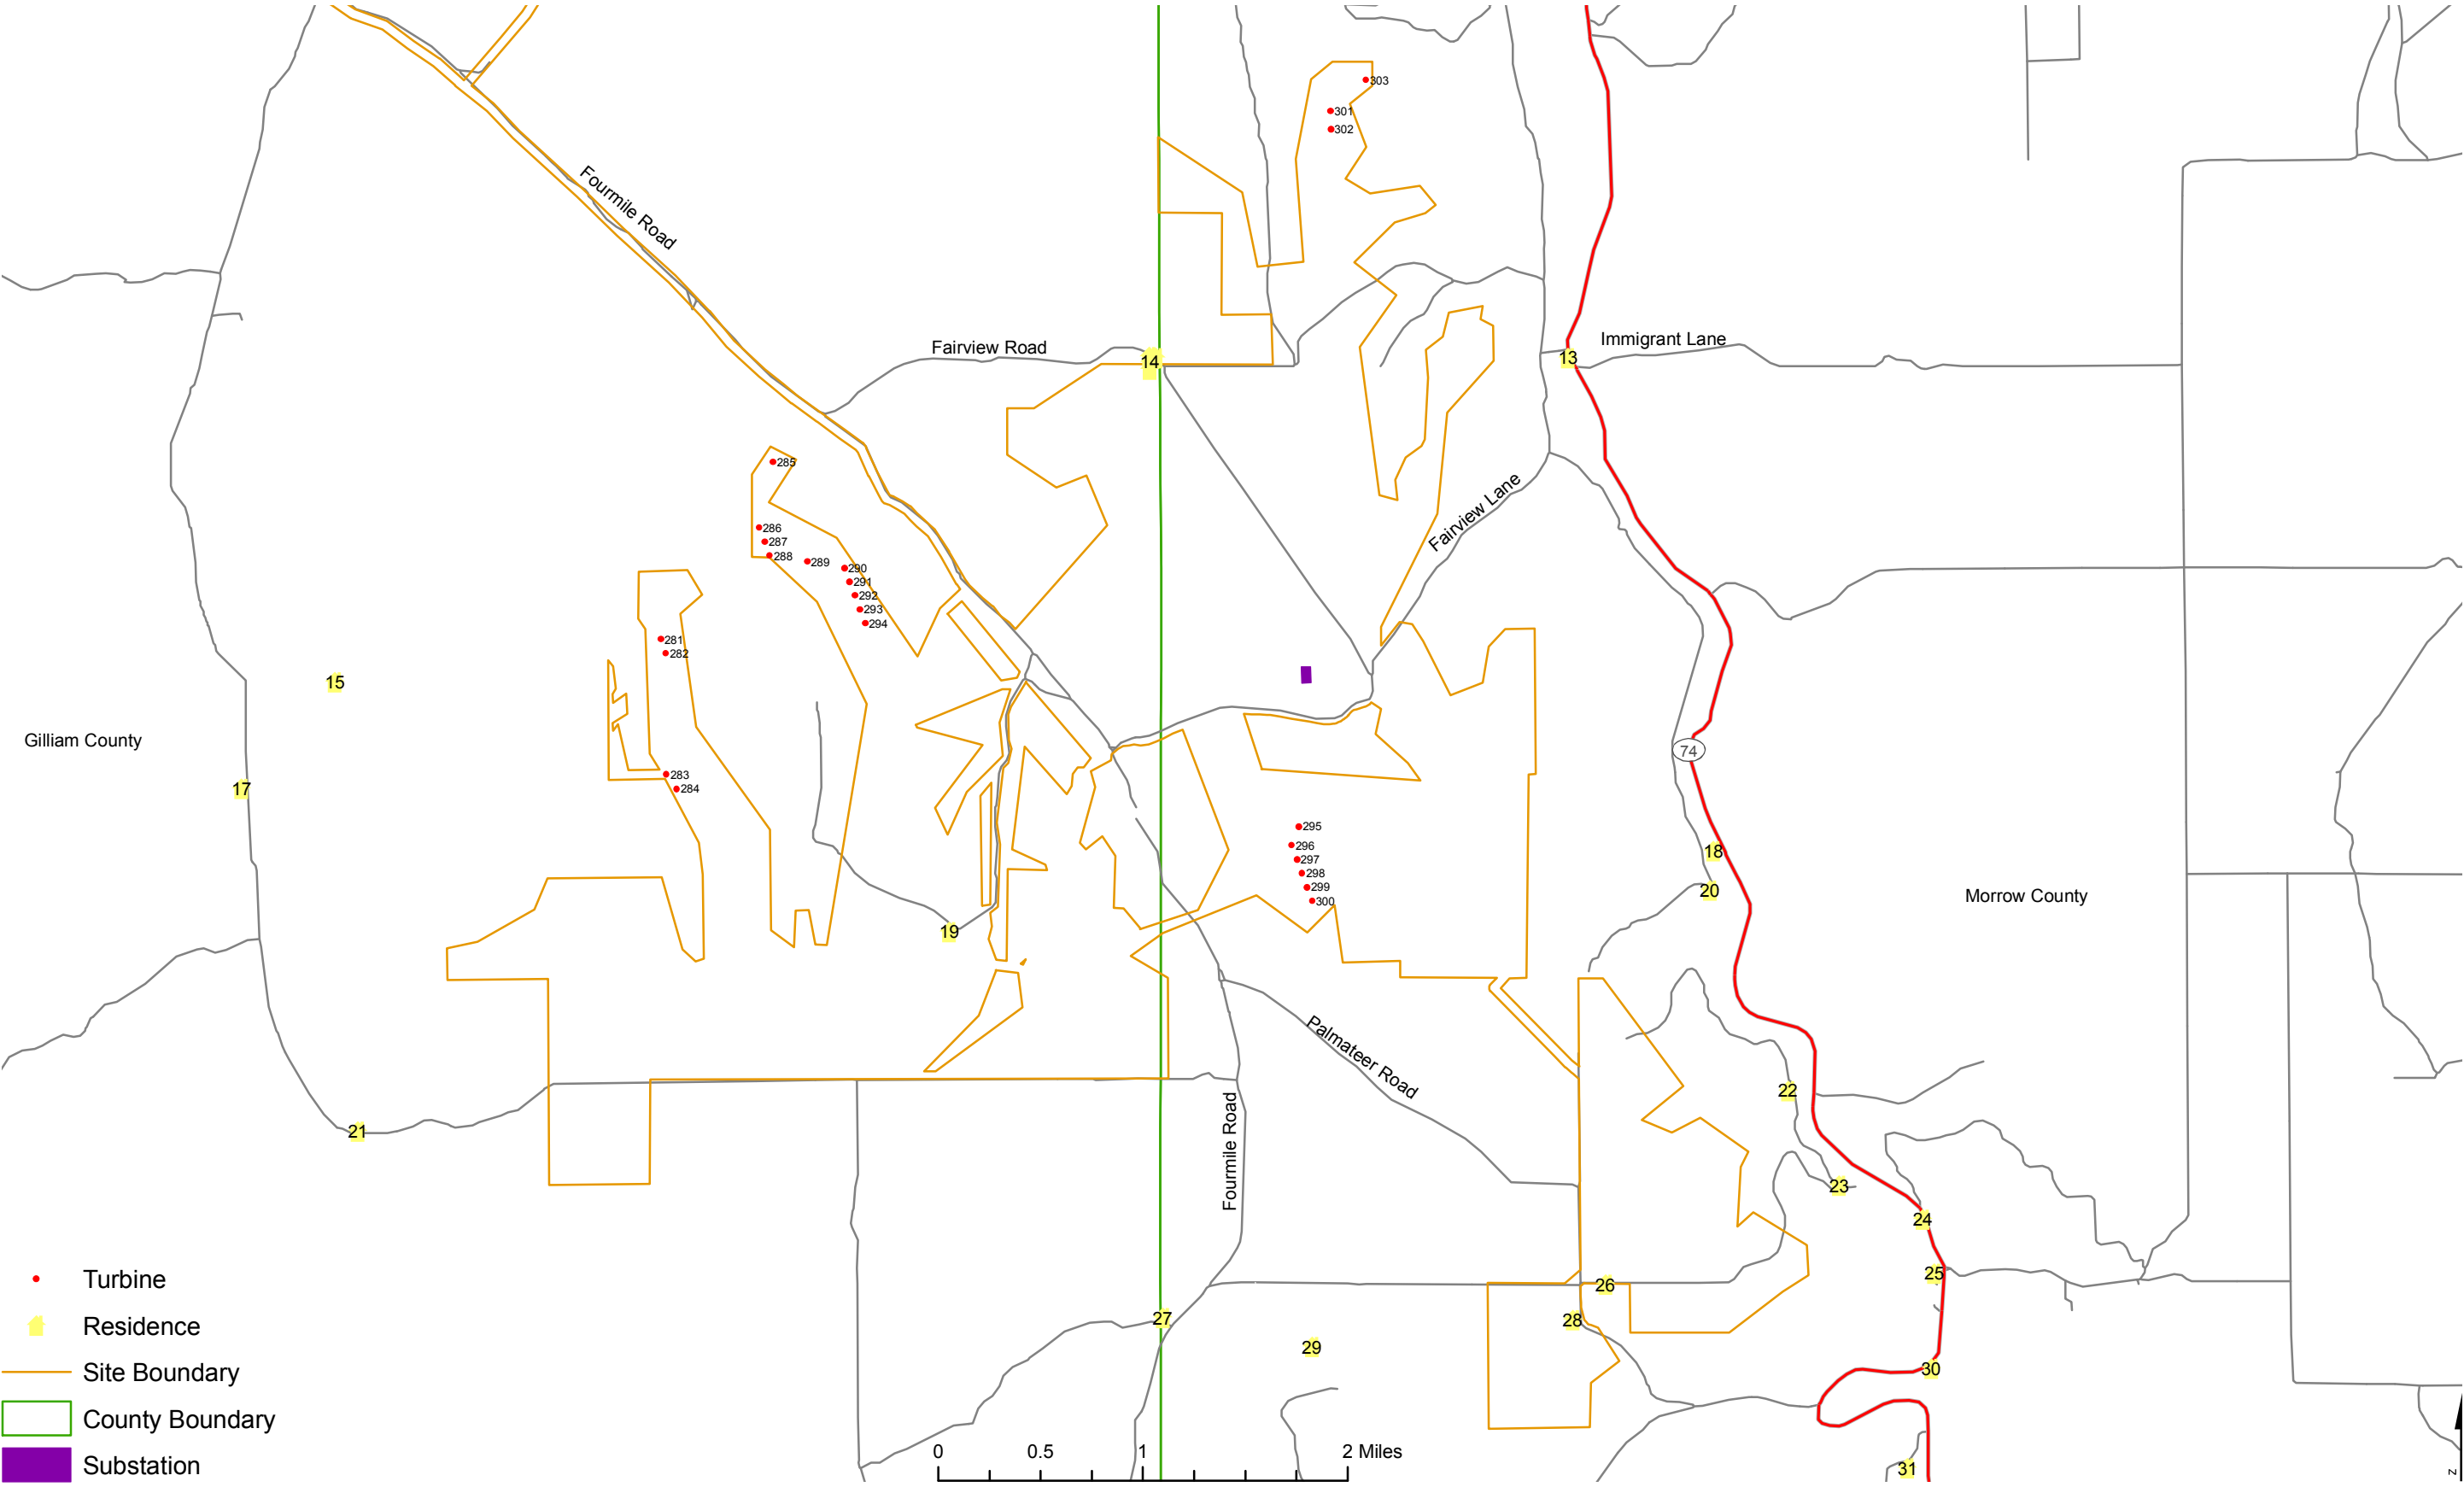 303
301
302
Fourmile Road
Immigrant Lane
Fairview Road
13
14
285
Fairview Lane
286
287
288
289
290
291
292
293
294
281
282
15
Gilliam County
74
283
284
17
295
296
297
298
299
300
18
20
Morrow County
19
Palmateer Road
22
21
Fourmile Road
23
24
25
26
27
28
29
30
31
Turbine
Residence
Site Boundary
County Boundary
Substation
0 0.5 1 2 Miles
z